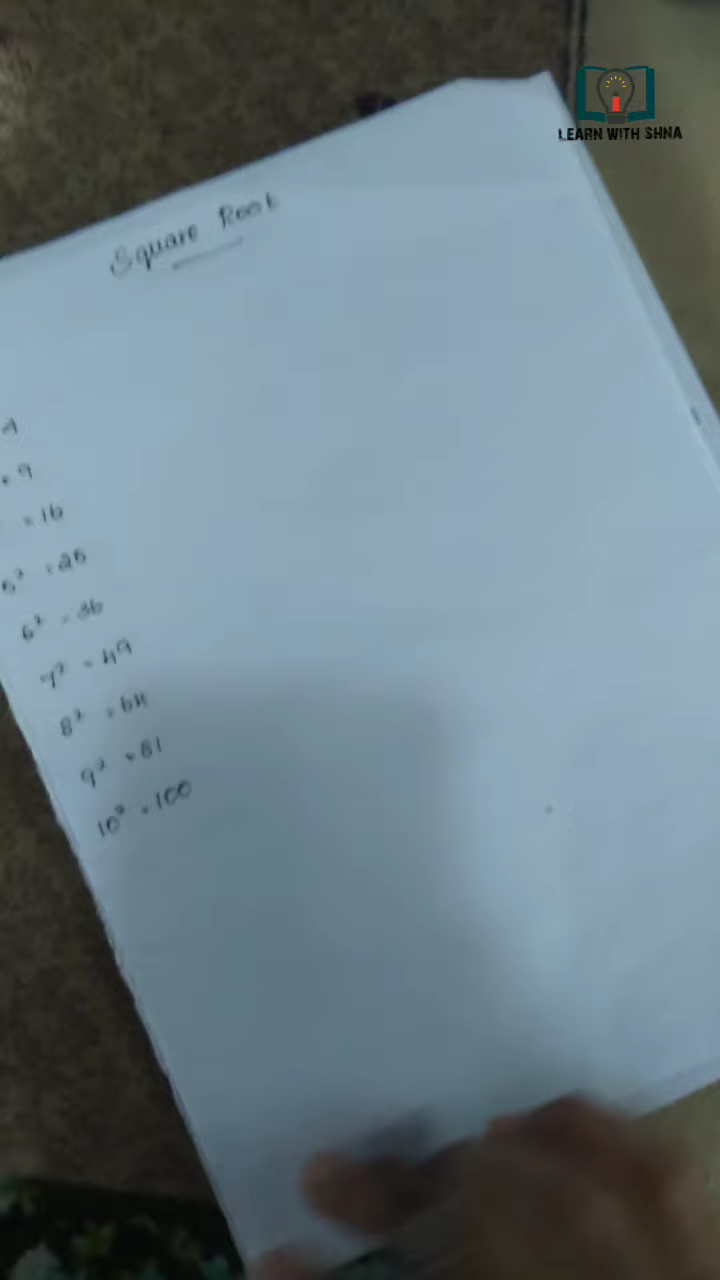 LEARN WITH SHNA
Square Root
4
= 9
= 16
5² = 25
6² = 36
7² = 49
8² = 64
9² = 81
10² = 100